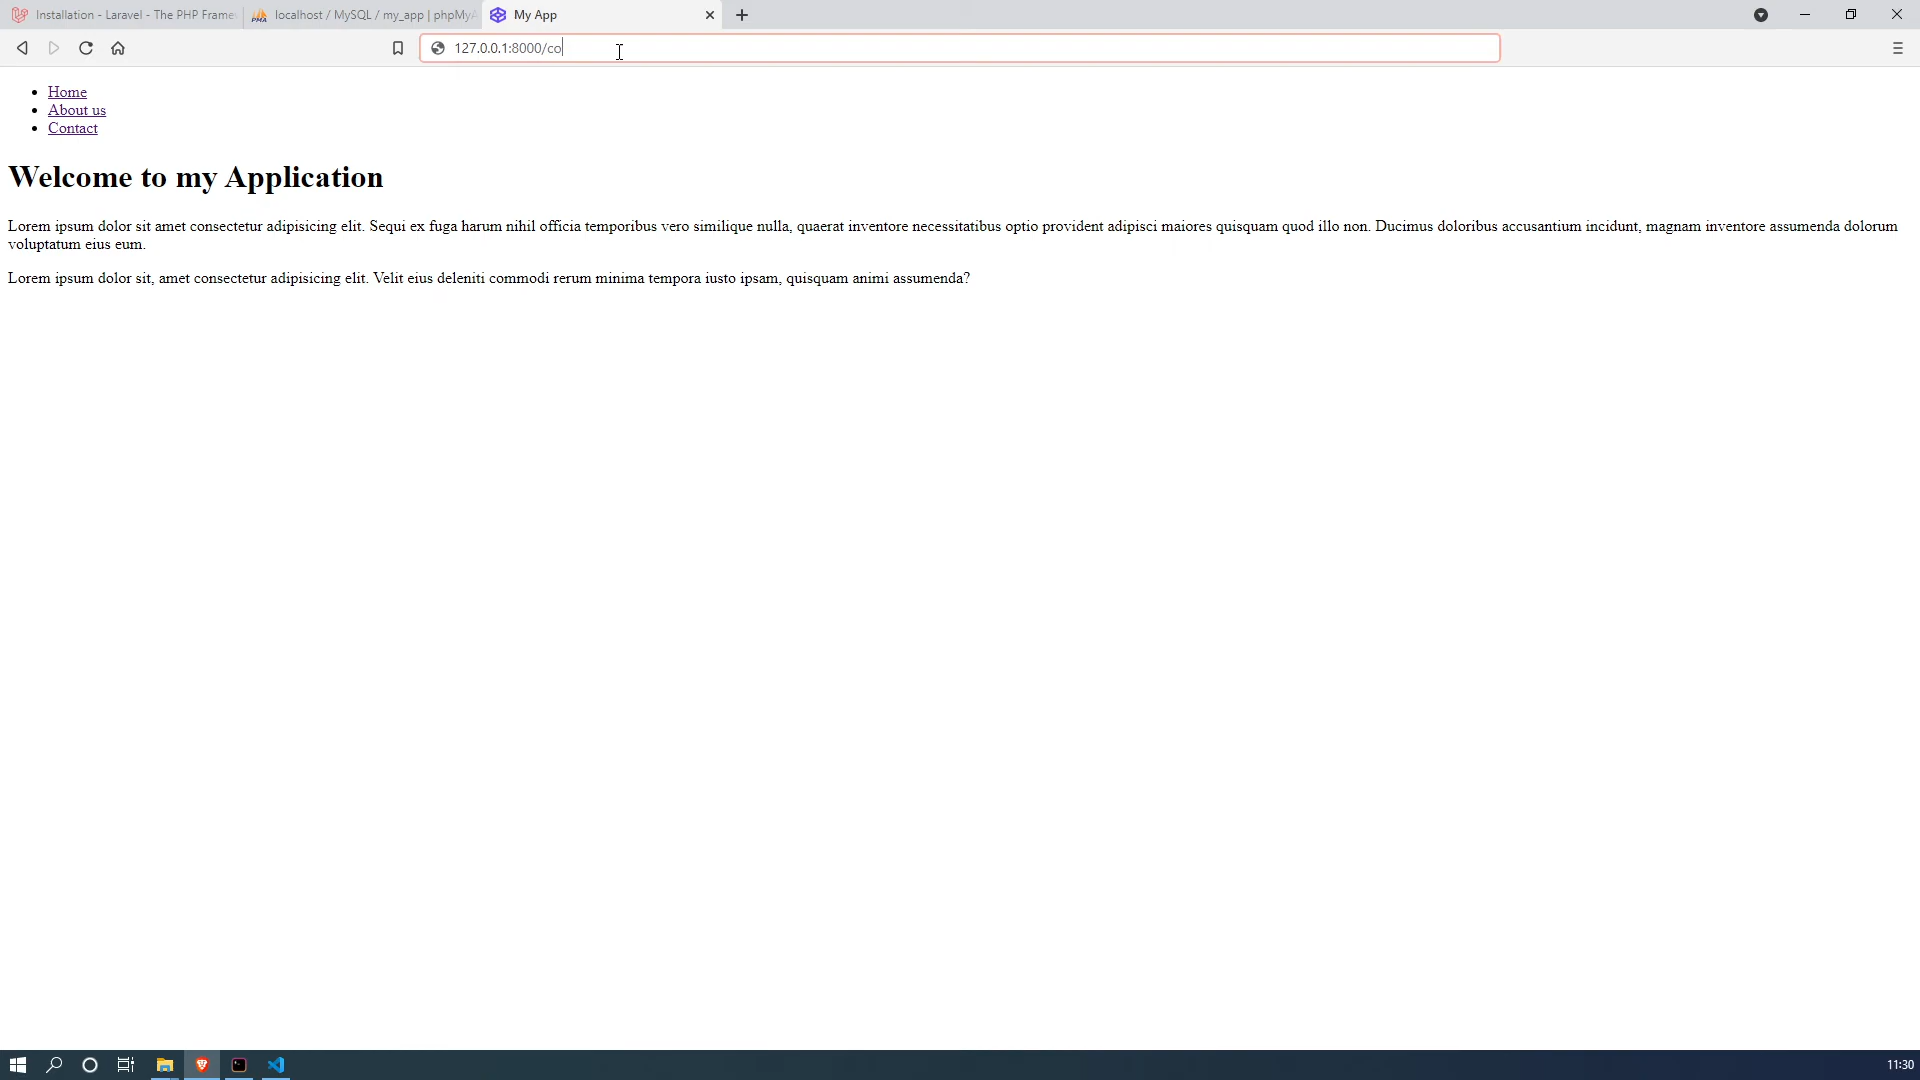 Installation - Laravel - The PHP Frame
localhost / MySQL / my_app | phpMyA
My App
127.0.0.1:8000/co
Home
About us
Contact
Welcome to my Application
Lorem ipsum dolor sit amet consectetur adipisicing elit. Sequi ex fuga harum nihil officia temporibus vero similique nulla, quaerat inventore necessitatibus optio provident adipisci maiores quisquam quod illo non. Ducimus doloribus accusantium incidunt, magnam inventore assumenda dolorum
voluptatum eius eum.
Lorem ipsum dolor sit, amet consectetur adipisicing elit. Velit eius deleniti commodi rerum minima tempora iusto ipsam, quisquam animi assumenda?
11:30